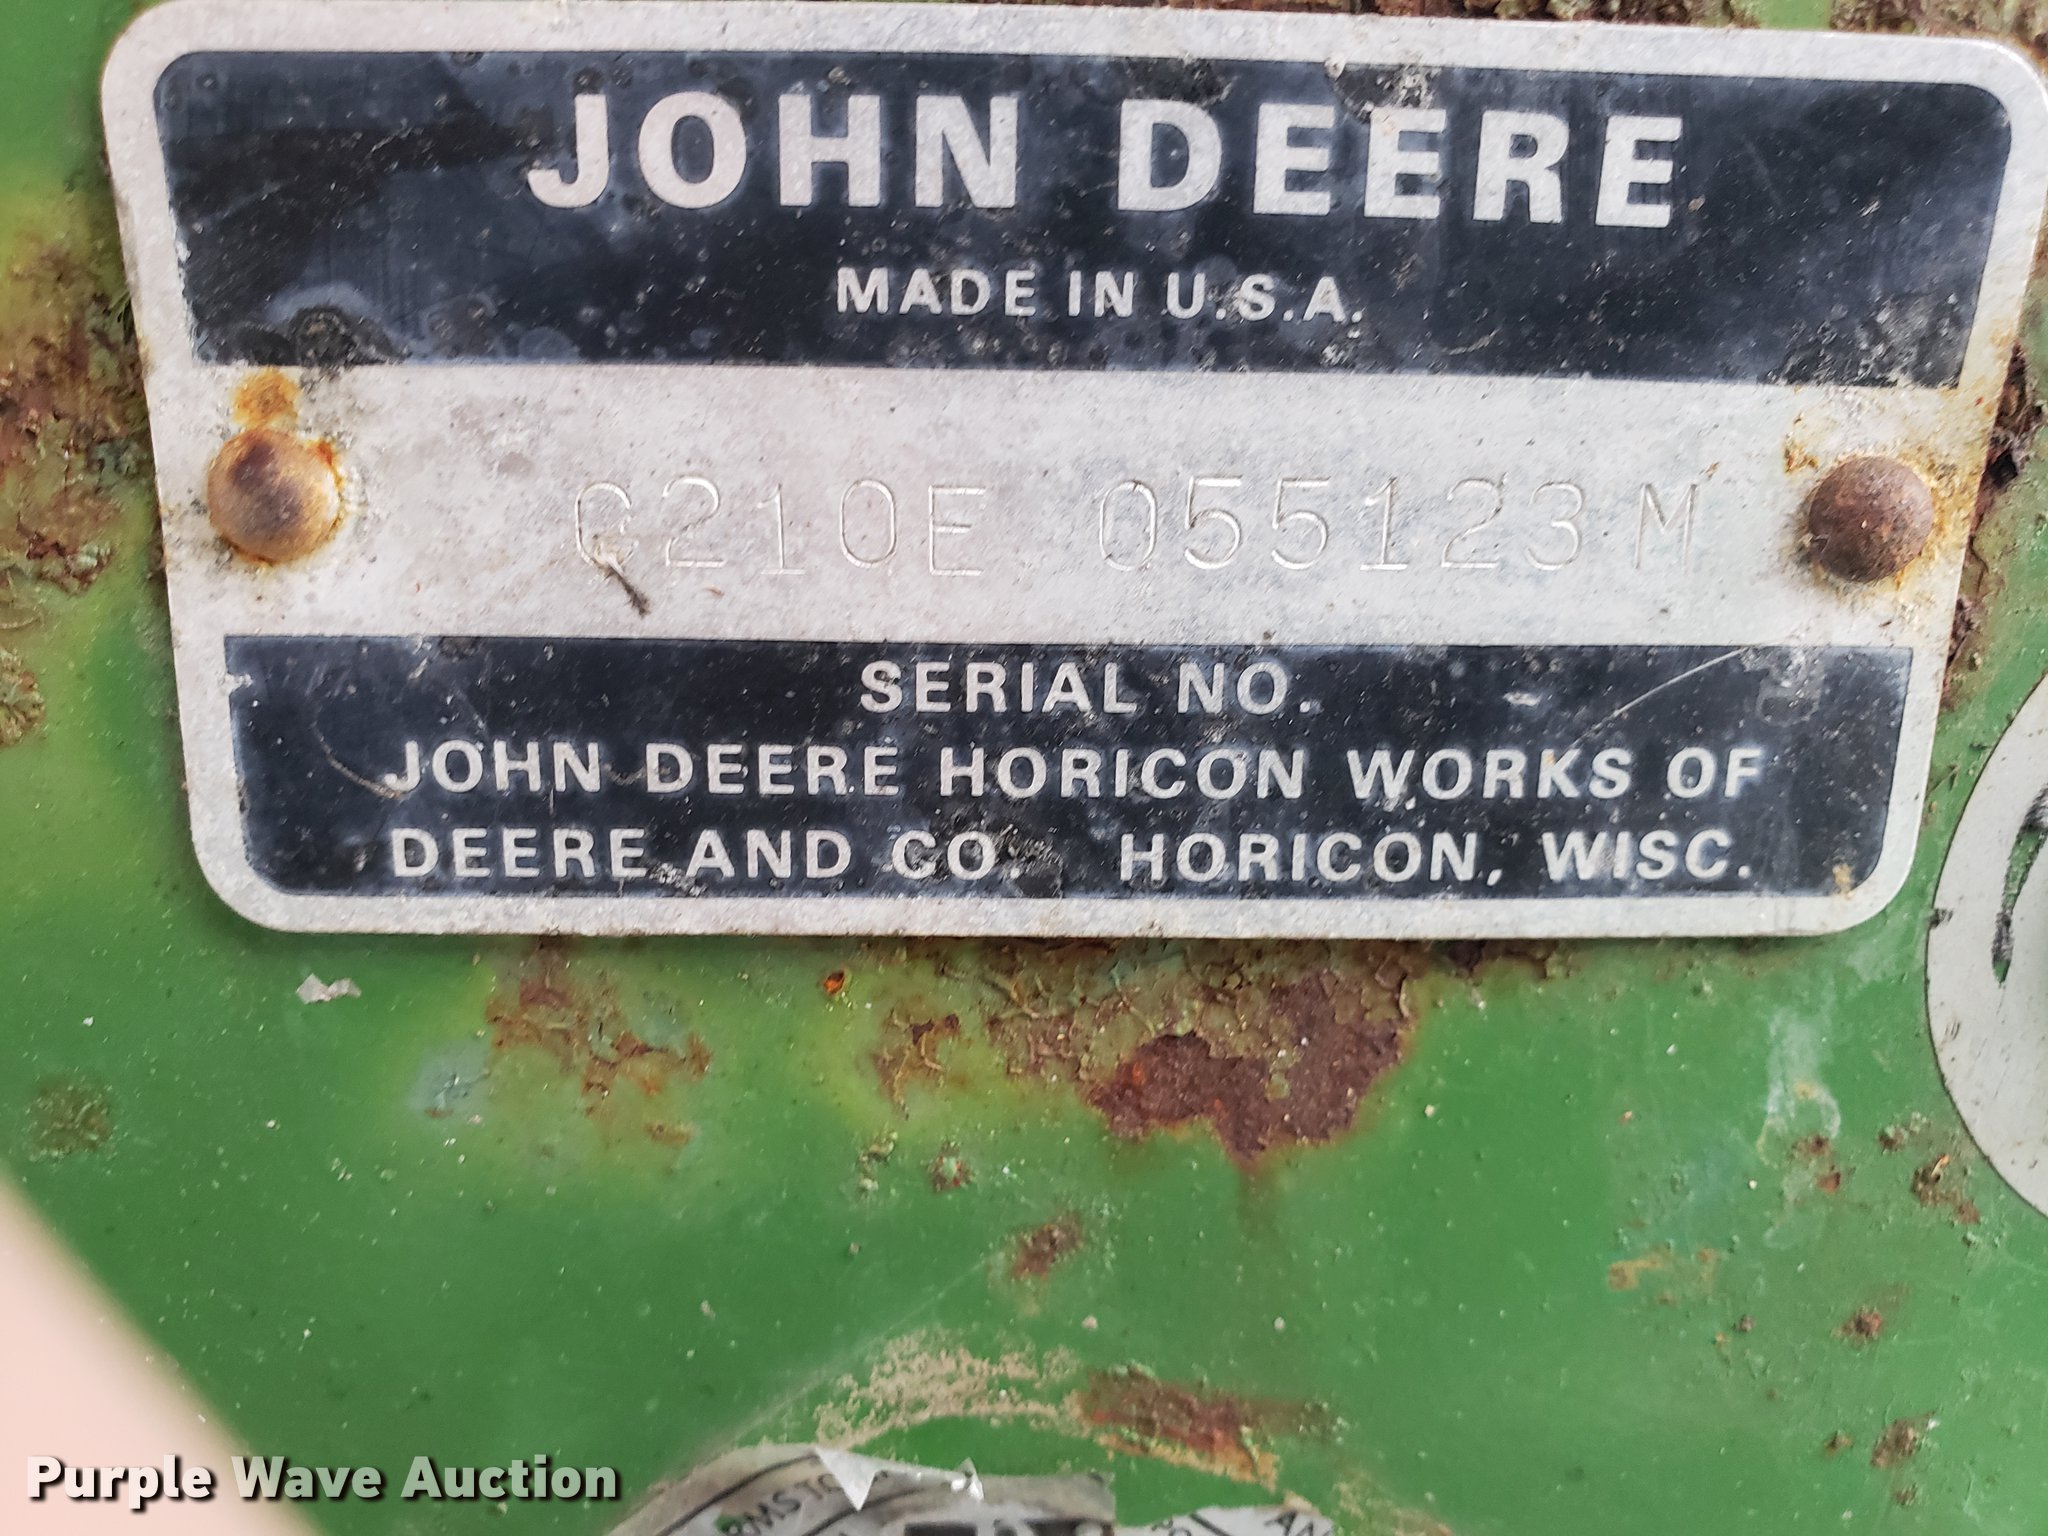 JOHN DEERE
MADE IN U.S.A.
G210E 055123M
SERIAL NO.
JOHN DEERE HORICON WORKS OF
DEERE AND CO. HORICON, WISC.
Purple Wave Auction